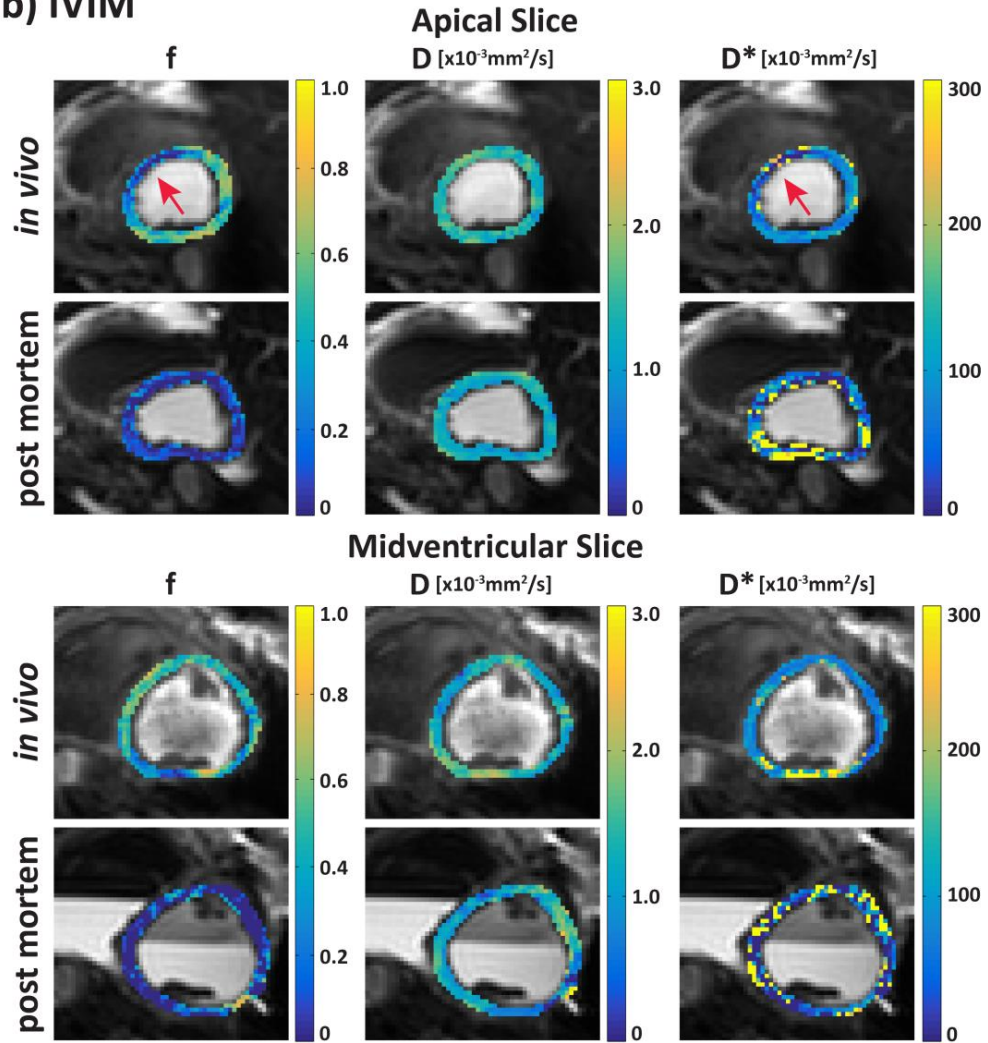 b) IVIM
Apical Slice
f D [x10⁻³mm²/s] D* [x10⁻³mm²/s]
in vivo
1.0 3.0 300
0.8
2.0 200
0.6
post mortem
0.4
1.0 100
0.2
0 0 0
Midventricular Slice
f D [x10⁻³mm²/s] D* [x10⁻³mm²/s]
in vivo
1.0 3.0 300
0.8
2.0 200
0.6
post mortem
0.4
1.0 100
0.2
0 0 0